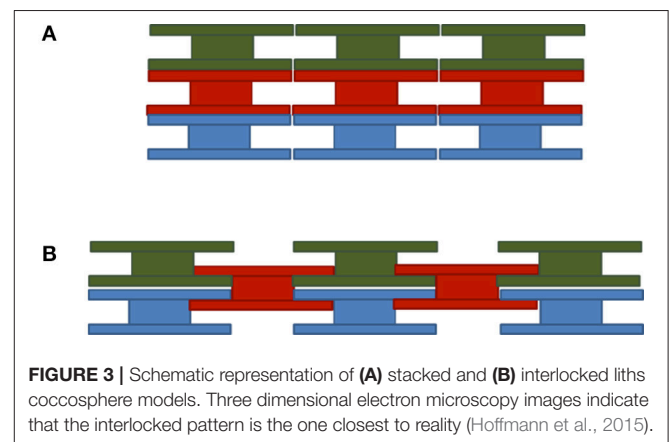 A
B
FIGURE 3 | Schematic representation of (A) stacked and (B) interlocked liths
coccosphere models. Three dimensional electron microscopy images indicate
that the interlocked pattern is the one closest to reality (Hoffmann et al., 2015).